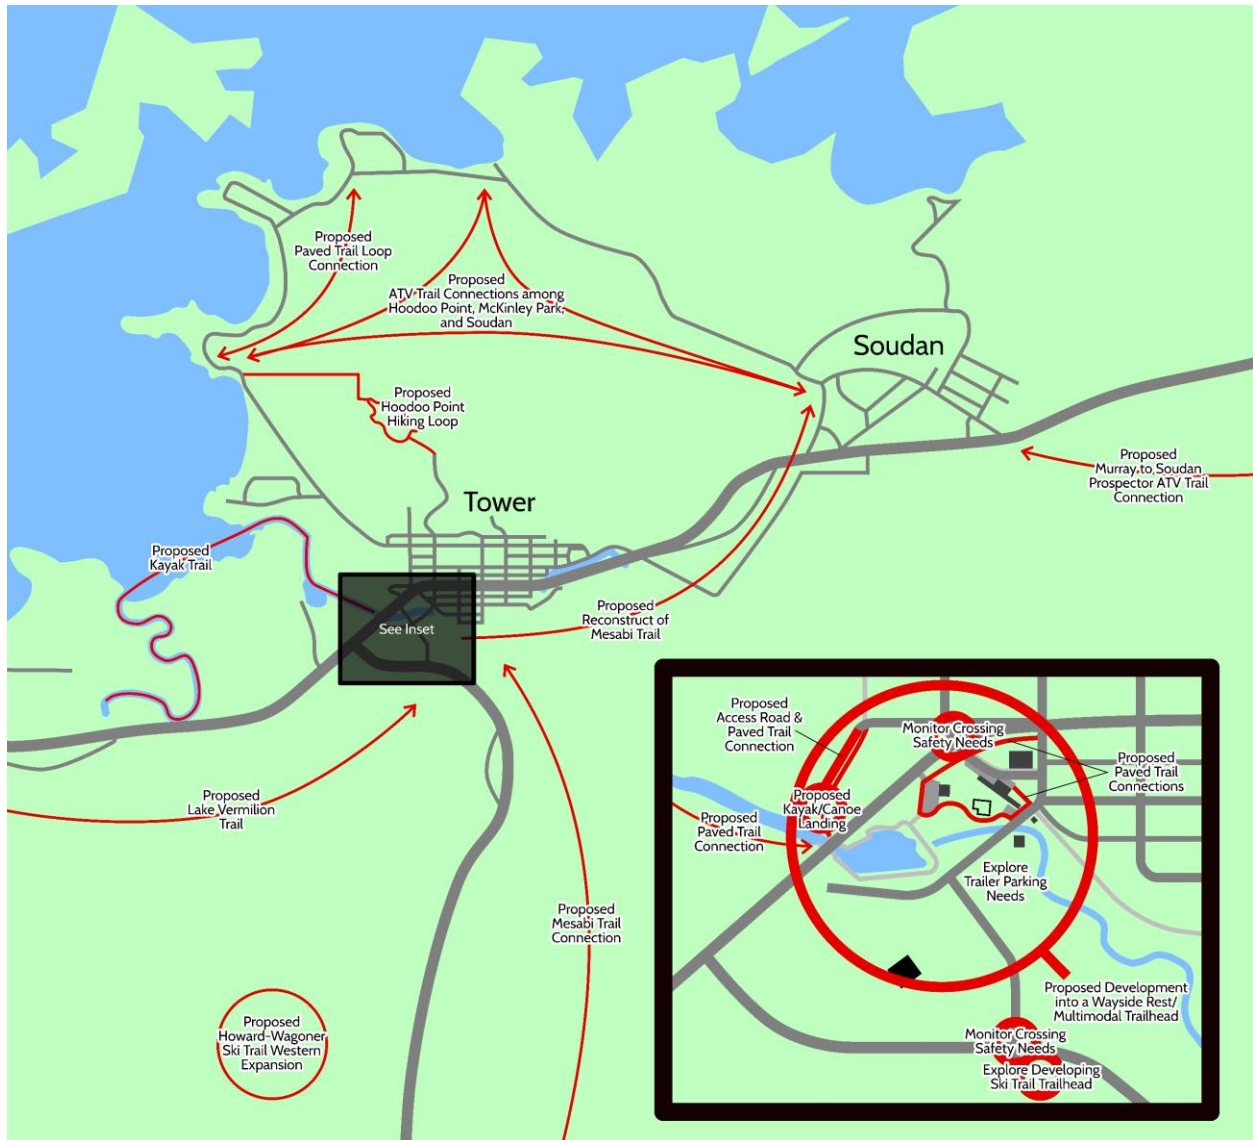 Proposed
Paved Trail Loop
Connection
Proposed
ATV Trail Connections among
Hoodoo Point, McKinley Park,
and Soudan
Soudan
Proposed
Hoodoo Point
Hiking Loop
Proposed
Murray to Soudan
Prospector ATV Trail
Connection
Tower
Proposed
Kayak Trail
See Inset
Proposed
Reconstruct of
Mesabi Trail
Proposed
Lake Vermilion
Trail
Proposed
Mesabi Trail
Connection
Proposed
Howard-Wagoner
Ski Trail Western
Expansion
Proposed
Access Road &
Paved Trail
Connection
Monitor Crossing
Safety Needs
Proposed
Paved Trail
Connections
Proposed
Kayak/Canoe
Landing
Proposed
Paved Trail
Connection
Explore
Trailer Parking
Needs
Proposed Development
into a Wayside Rest/
Multimodal Trailhead
Monitor Crossing
Safety Needs
Explore Developing
Ski Trail Trailhead